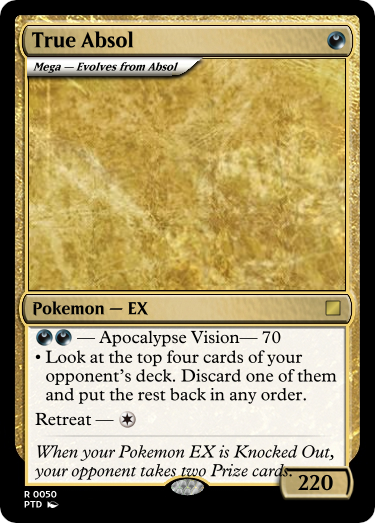 True Absol
Mega — Evolves from Absol
Pokemon — EX
— Apocalypse Vision— 70
• Look at the top four cards of your
opponent's deck. Discard one of them
and put the rest back in any order.
Retreat —
When your Pokemon EX is Knocked Out,
your opponent takes two Prize cards.
220
R 0050
PTD